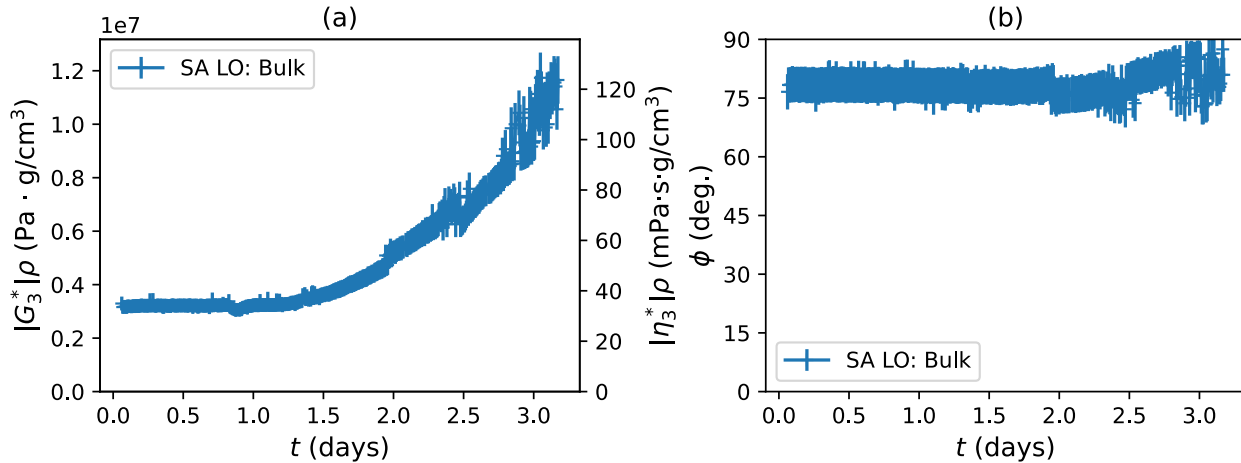 (a)
1e7
SA LO: Bulk
1.2
1.0
0.8
0.6
0.4
0.2
0.0
|G₃*|ρ (Pa · g/cm³)
120
100
80
60
40
20
0
|η₃*|ρ (mPa·s·g/cm³)
0.0 0.5 1.0 1.5 2.0 2.5 3.0
t (days)
(b)
90
75
60
45
30
15
0
ϕ (deg.)
SA LO: Bulk
0.0 0.5 1.0 1.5 2.0 2.5 3.0
t (days)